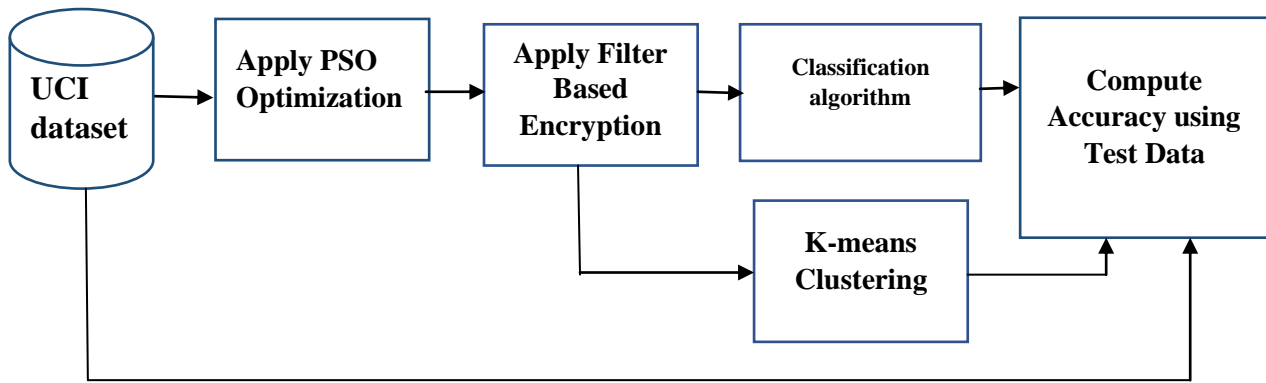 UCI
dataset
Apply PSO
Optimization
Apply Filter
Based
Encryption
Classification
algorithm
Compute
Accuracy using
Test Data
K-means
Clustering